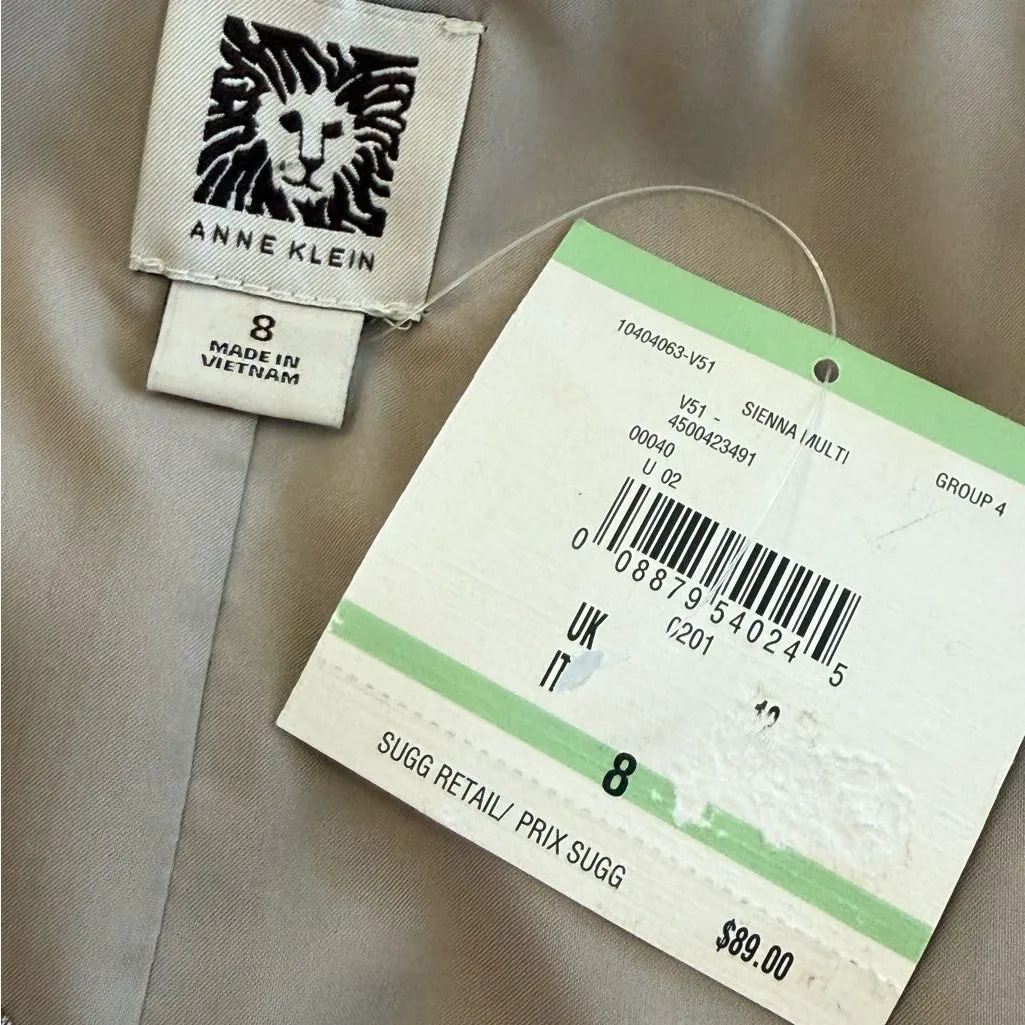 ANNE KLEIN
8
MADE IN
VIETNAM
10404063-V51
V51 - SIENNA MULTI
4500423491
00040 GROUP 4
U 02
0 08879 54024 5
UK 0201
IT
8
SUGG RETAIL/ PRIX SUGG
$89.00